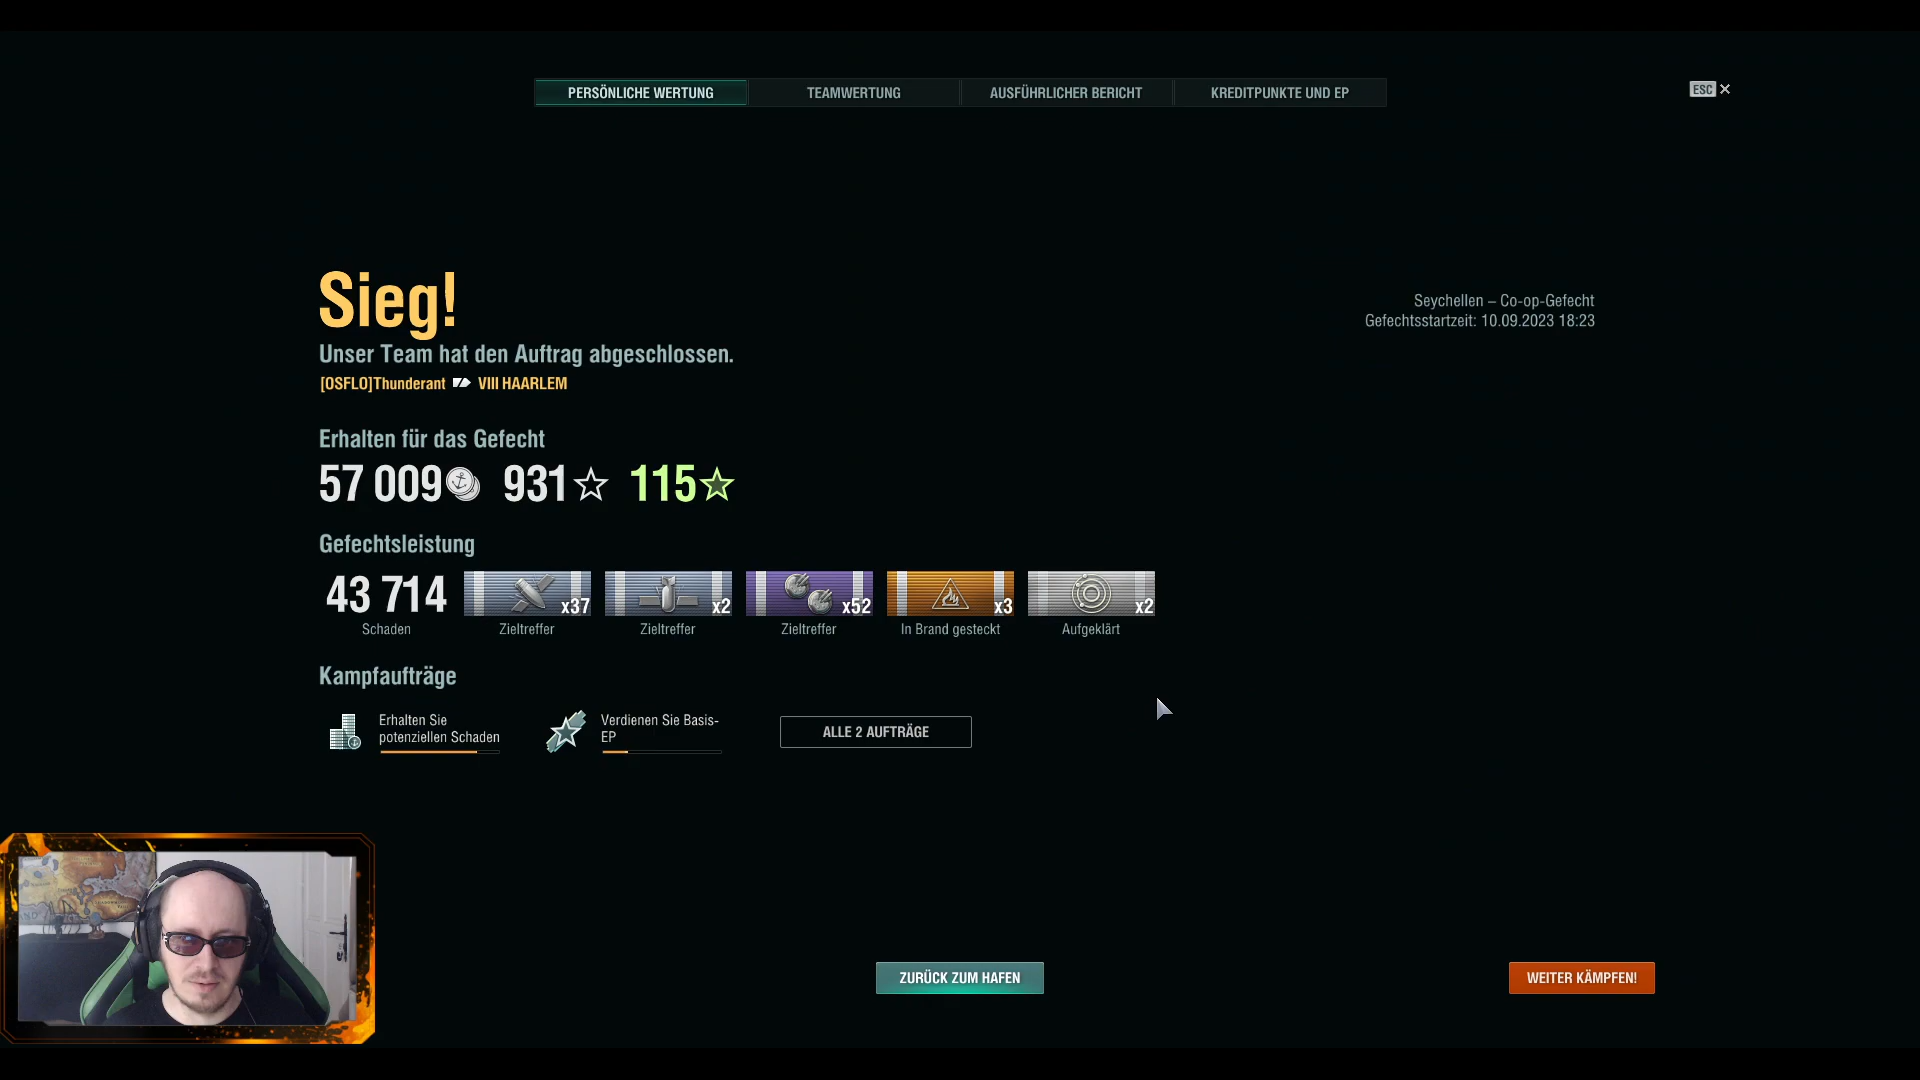 PERSÖNLICHE WERTUNG TEAMWERTUNG AUSFÜHRLICHER BERICHT KREDITPUNKTE UND EP
ESC
Sieg!
Seychellen – Co-op-Gefecht
Gefechtsstartzeit: 10.09.2023 18:23
Unser Team hat den Auftrag abgeschlossen.
[OSFLO]Thunderant VIII HAARLEM
Erhalten für das Gefecht
57 009 931 115
Gefechtsleistung
43 714 x37 x2 x52 x3 x2
Schaden Zieltreffer Zieltreffer Zieltreffer In Brand gesteckt Aufgeklärt
Kampfaufträge
Erhalten Sie
potenziellen Schaden
Verdienen Sie Basis-
EP
ALLE 2 AUFTRÄGE
ZURÜCK ZUM HAFEN
WEITER KÄMPFEN!